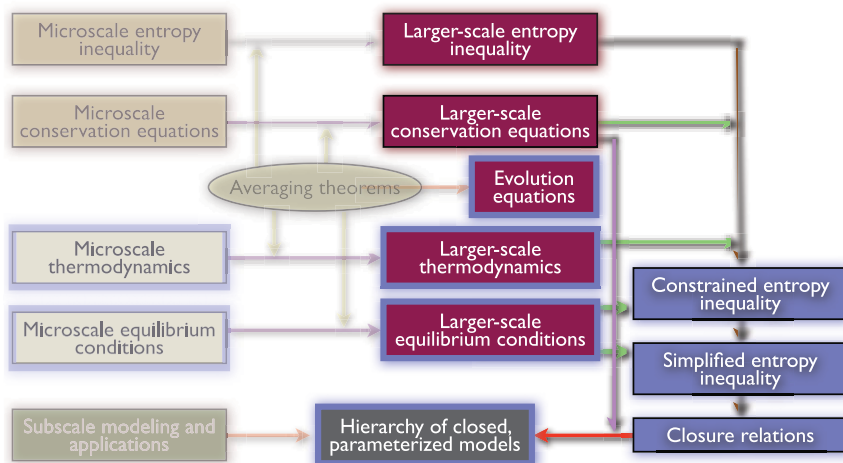 Microscale entropy
inequality
Larger-scale entropy
inequality
Microscale
conservation equations
Larger-scale
conservation equations
Averaging theorems
Evolution
equations
Microscale
thermodynamics
Larger-scale
thermodynamics
Constrained entropy
inequality
Microscale equilibrium
conditions
Larger-scale
equilibrium conditions
Simplified entropy
inequality
Subscale modeling and
applications
Hierarchy of closed,
parameterized models
Closure relations